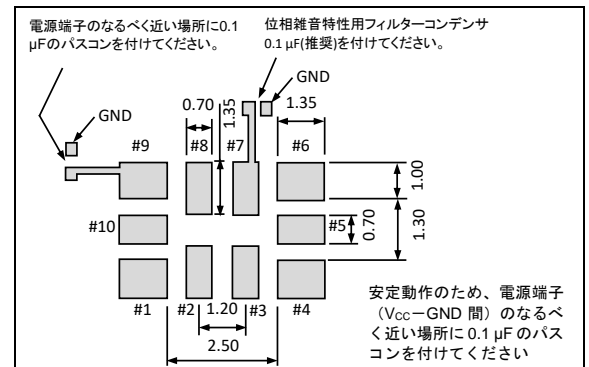 電源端子のなるべく近い場所に0.1
µFのパスコンを付けてください。
位相雑音特性用フィルターコンデンサ
0.1 µF(推奨)を付けてください。
GND
GND
0.70
1.35
1.35
#9
#8
#7
#6
1.00
#10
#5
0.70
1.30
#1
#2
1.20
#3
#4
2.50
安定動作のため、電源端子
（VCC－GND 間）のなるべ
く近い場所に 0.1 µF のパス
コンを付けてください